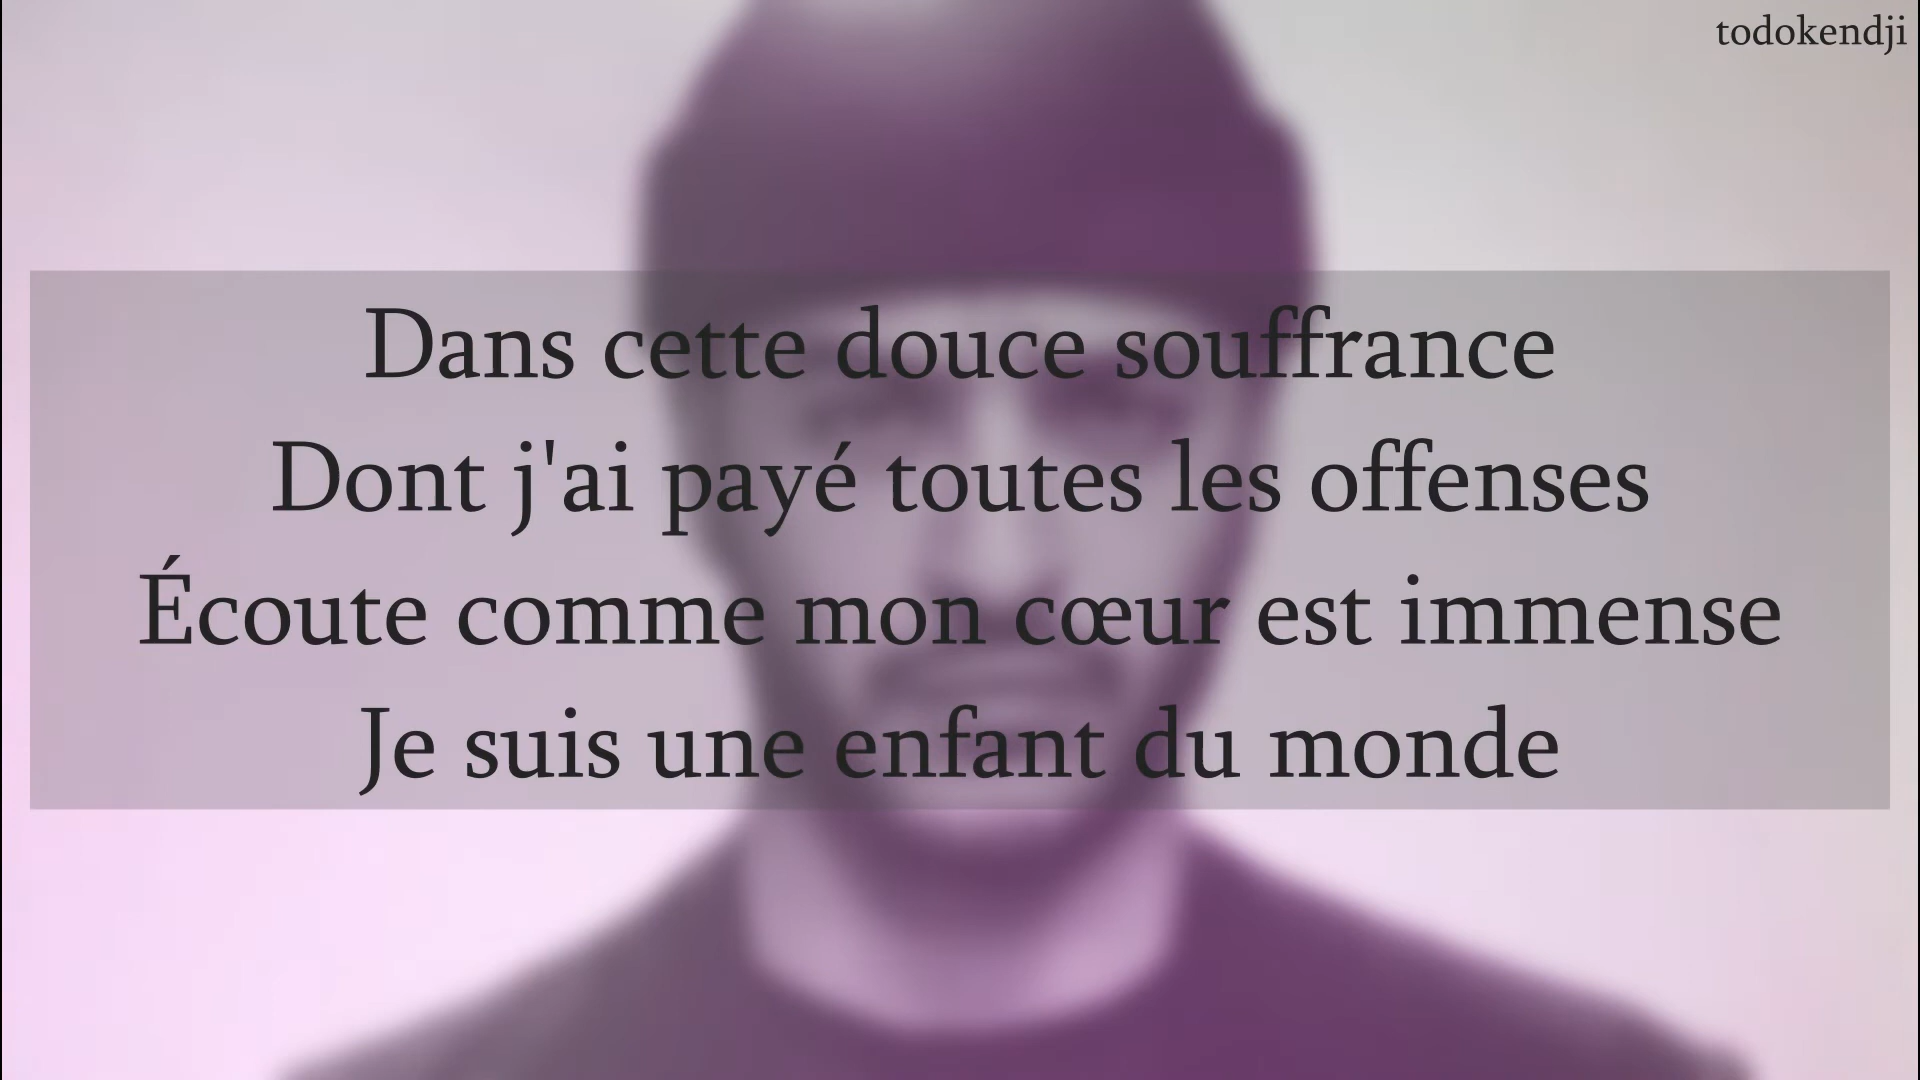 todokendji
Dans cette douce souffrance
Dont j'ai payé toutes les offenses
Écoute comme mon cœur est immense
Je suis une enfant du monde